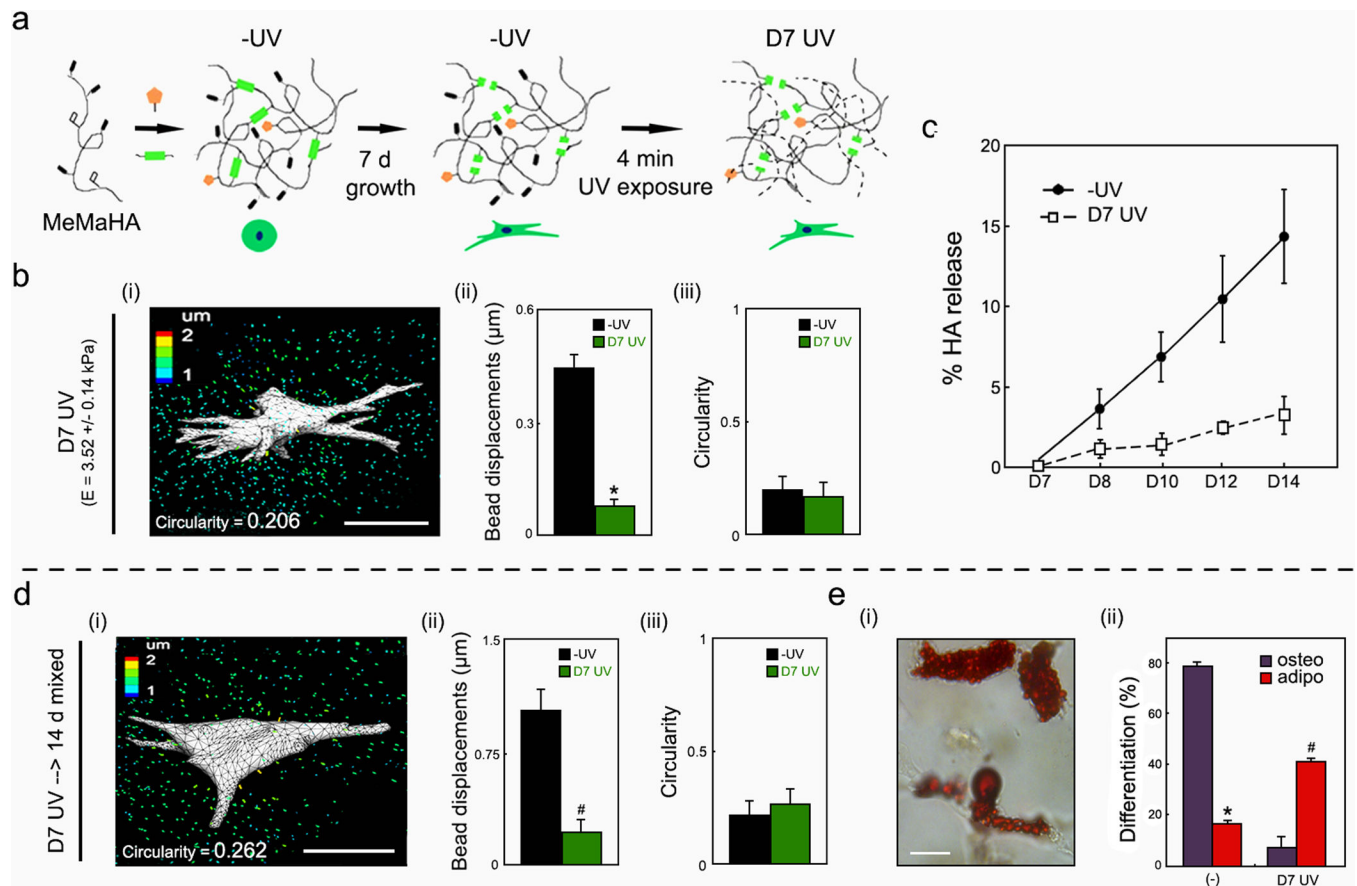 a
-UV
-UV
D7 UV
MeMaHA
7 d
growth
4 min
UV exposure
b
D7 UV
(E = 3.52 +/- 0.14 kPa)
(i)
um
2
1
Circularity = 0.206
(ii)
Bead displacements (μm)
0.6
0.3
0
-UV
D7 UV
*
(iii)
Circularity
1
0.5
0
-UV
D7 UV
c
% HA release
20
15
10
5
0
-UV
D7 UV
D7 D8 D10 D12 D14
d
D7 UV --> 14 d mixed
(i)
um
2
1
Circularity = 0.262
(ii)
Bead displacements (μm)
1.5
0.75
0
-UV
D7 UV
#
(iii)
Circularity
1
0.5
0
-UV
D7 UV
e
(i)
(ii)
Differentiation (%)
80
60
40
20
0
osteo
adipo
*
#
(-) D7 UV